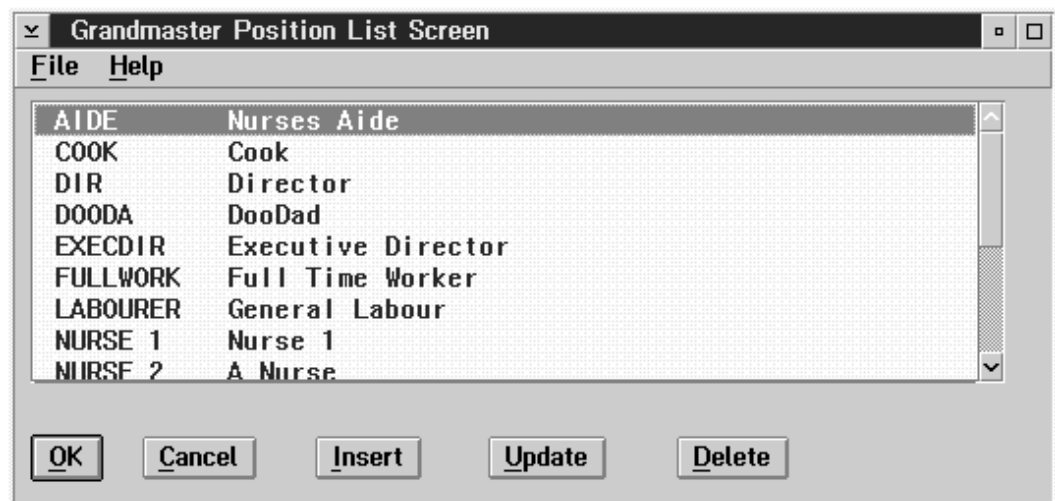 Grandmaster Position List Screen
File Help
AIDE Nurses Aide
COOK Cook
DIR Director
DOODA DooDad
EXECDIR Executive Director
FULLWORK Full Time Worker
LABOURER General Labour
NURSE 1 Nurse 1
NURSE 2 A Nurse
OK Cancel Insert Update Delete